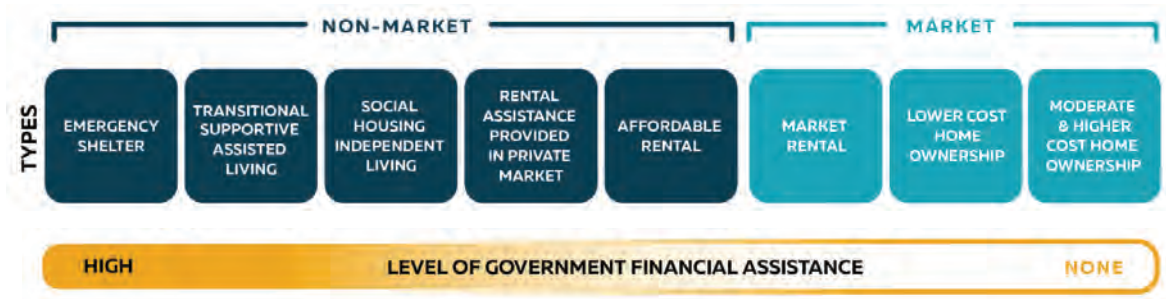 NON-MARKET
MARKET
TYPES
EMERGENCY
SHELTER
TRANSITIONAL
SUPPORTIVE
ASSISTED
LIVING
SOCIAL
HOUSING
INDEPENDENT
LIVING
RENTAL
ASSISTANCE
PROVIDED
IN PRIVATE
MARKET
AFFORDABLE
RENTAL
MARKET
RENTAL
LOWER COST
HOME
OWNERSHIP
MODERATE
& HIGHER
COST HOME
OWNERSHIP
HIGH
LEVEL OF GOVERNMENT FINANCIAL ASSISTANCE
NONE